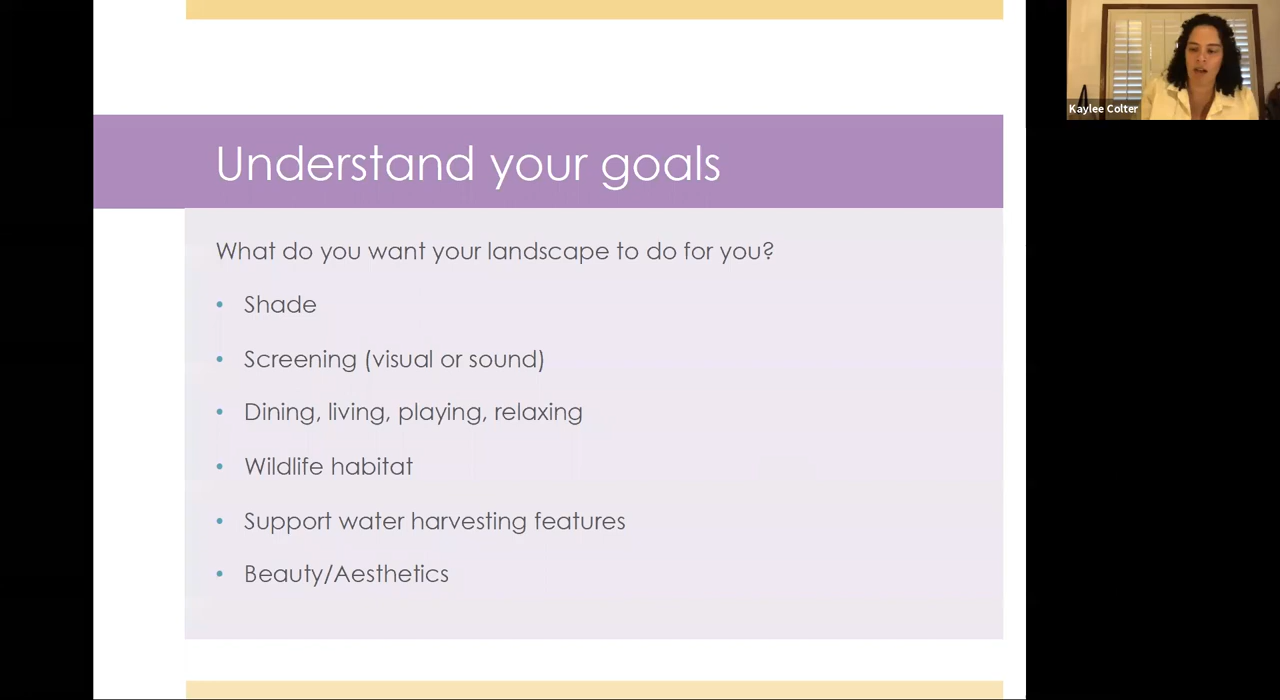 Understand your goals
What do you want your landscape to do for you?
• Shade
• Screening (visual or sound)
• Dining, living, playing, relaxing
• Wildlife habitat
• Support water harvesting features
• Beauty/Aesthetics
Kaylee Colter